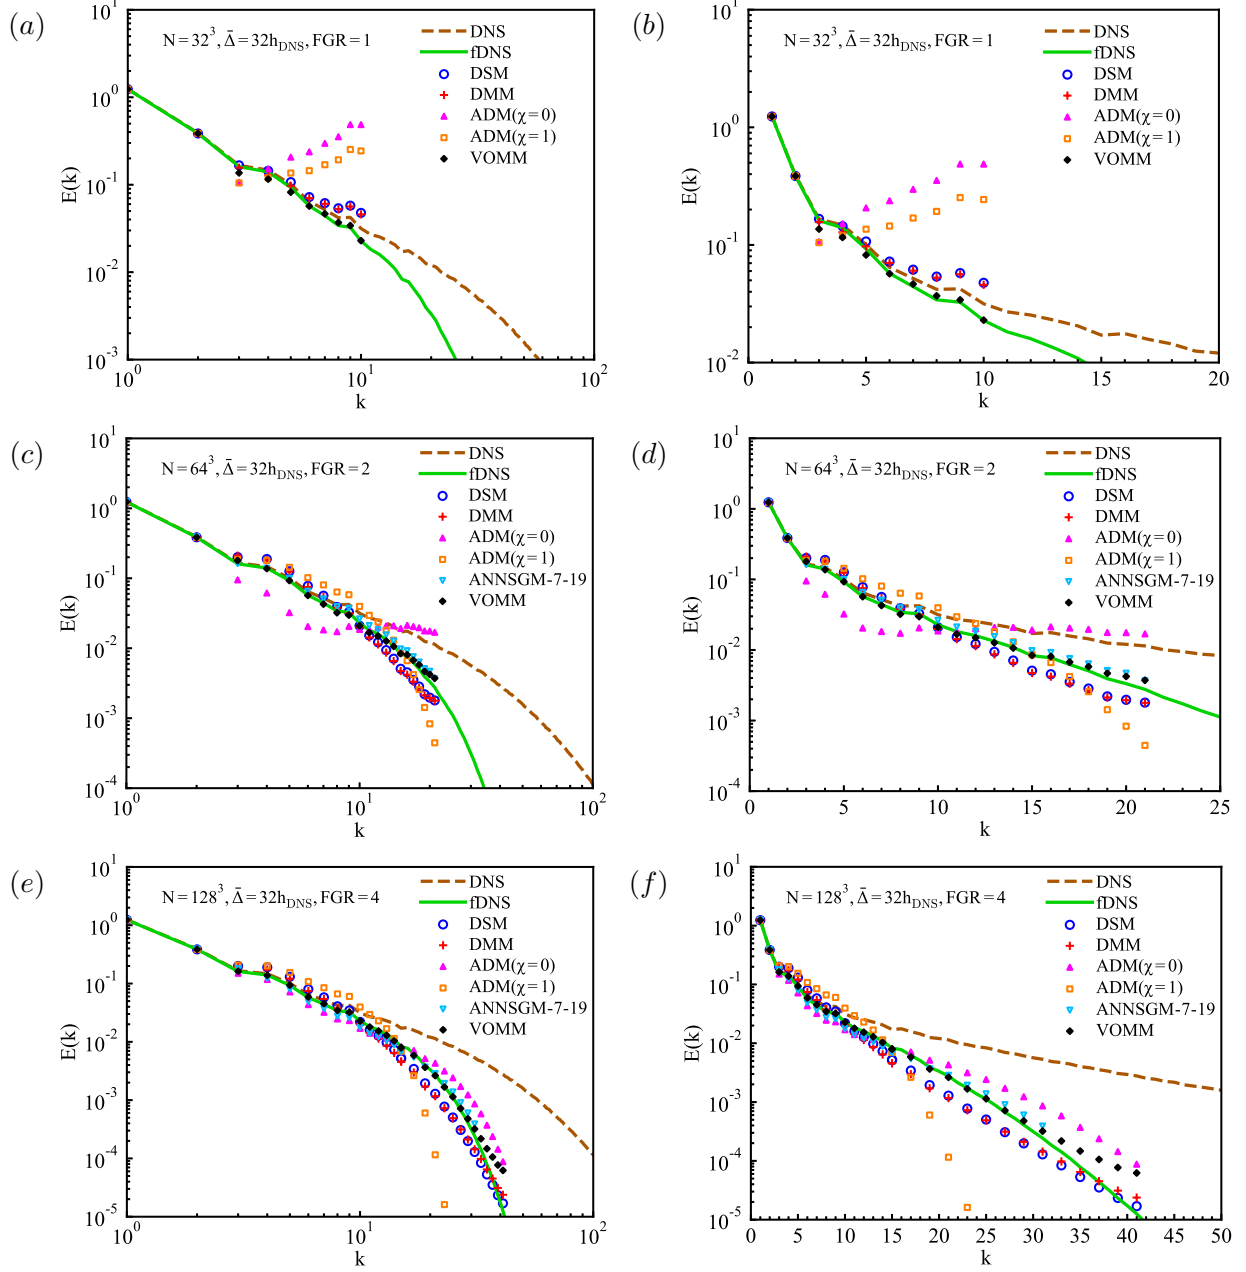 (a)
N=32³, Δ̄=32h_DNS, FGR=1
DNS
fDNS
DSM
DMM
ADM(χ=0)
ADM(χ=1)
VOMM
E(k)
10¹
10⁰
10⁻¹
10⁻²
10⁻³
10⁰ 10¹ 10²
k
(b)
N=32³, Δ̄=32h_DNS, FGR=1
DNS
fDNS
DSM
DMM
ADM(χ=0)
ADM(χ=1)
VOMM
E(k)
10¹
10⁰
10⁻¹
10⁻²
0 5 10 15 20
k
(c)
N=64³, Δ̄=32h_DNS, FGR=2
DNS
fDNS
DSM
DMM
ADM(χ=0)
ADM(χ=1)
ANNSGM-7-19
VOMM
E(k)
10¹
10⁰
10⁻¹
10⁻²
10⁻³
10⁻⁴
10⁰ 10¹ 10²
k
(d)
N=64³, Δ̄=32h_DNS, FGR=2
DNS
fDNS
DSM
DMM
ADM(χ=0)
ADM(χ=1)
ANNSGM-7-19
VOMM
E(k)
10¹
10⁰
10⁻¹
10⁻²
10⁻³
10⁻⁴
0 5 10 15 20 25
k
(e)
N=128³, Δ̄=32h_DNS, FGR=4
DNS
fDNS
DSM
DMM
ADM(χ=0)
ADM(χ=1)
ANNSGM-7-19
VOMM
E(k)
10¹
10⁰
10⁻¹
10⁻²
10⁻³
10⁻⁴
10⁻⁵
10⁰ 10¹ 10²
k
(f)
N=128³, Δ̄=32h_DNS, FGR=4
DNS
fDNS
DSM
DMM
ADM(χ=0)
ADM(χ=1)
ANNSGM-7-19
VOMM
E(k)
10¹
10⁰
10⁻¹
10⁻²
10⁻³
10⁻⁴
10⁻⁵
0 5 10 15 20 25 30 35 40 45 50
k